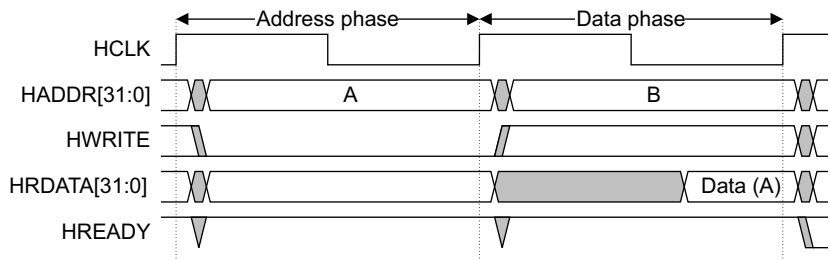 Address phase Data phase
HCLK
HADDR[31:0] A B
HWRITE
HRDATA[31:0] Data (A)
HREADY